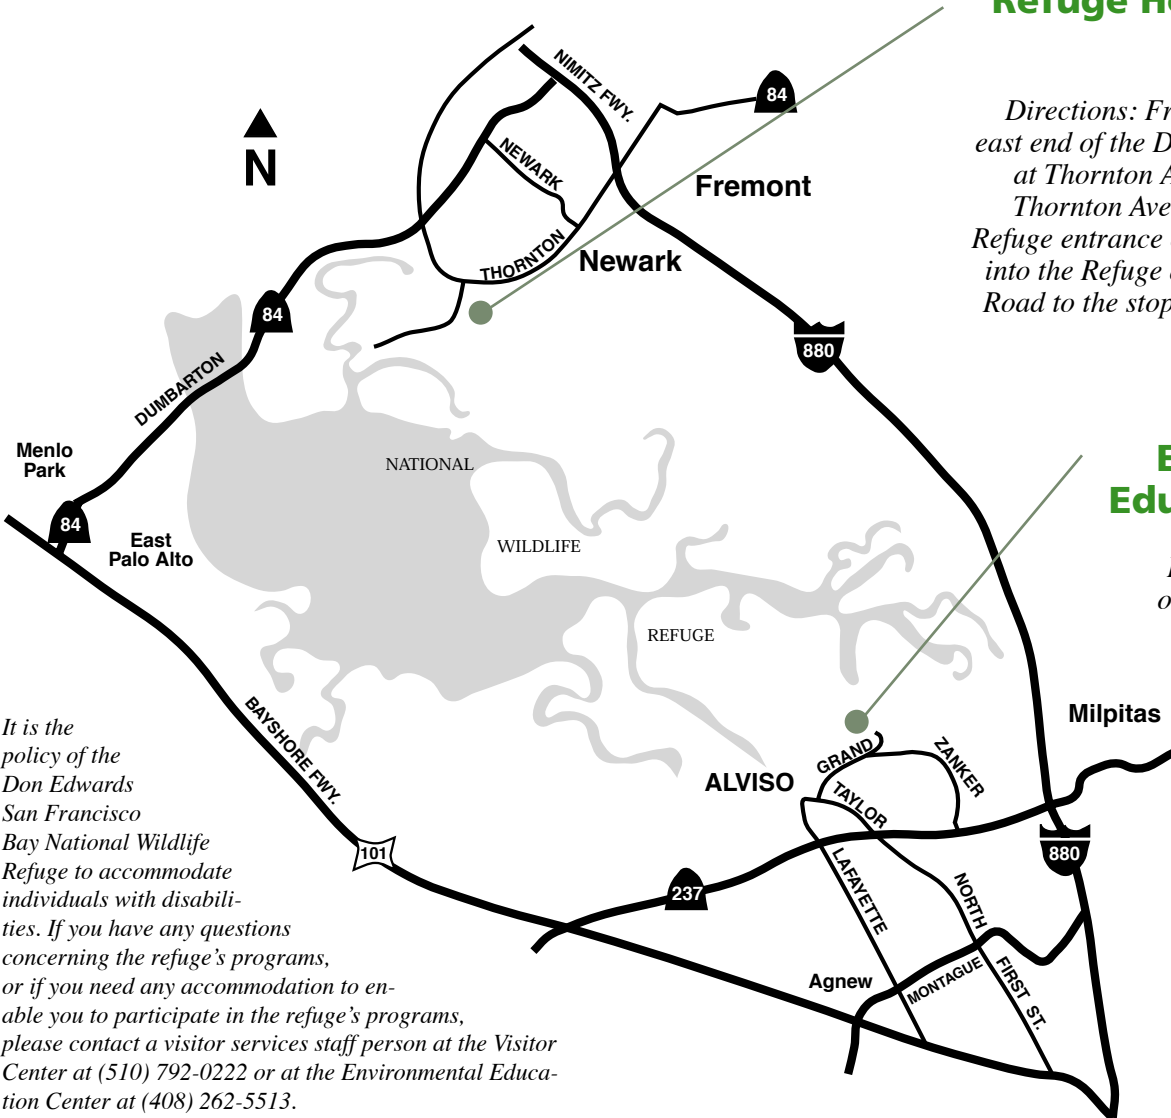 Refuge
Directions:
east end of the
at Thornton
Thornton
Refuge entrance
into the Refuge
Road to the stop
NIMITZ FWY.
84
N
NEWARK
Fremont
THORNTON
Newark
84
880
DUMBARTON
Menlo
Park
NATIONAL
84
East
Palo Alto
WILDLIFE
REFUGE
BAYSHORE FWY.
Milpitas
GRAND
ZANKER
ALVISO
TAYLOR
101
880
237
LAFAYETTE
NORTH
FIRST ST.
Agnew
MONTAGUE
It is the
policy of the
Don Edwards
San Francisco
Bay National Wildlife
Refuge to accommodate
individuals with disabili-
ties. If you have any questions
concerning the refuge's programs,
or if you need any accommodation to en-
able you to participate in the refuge's programs,
please contact a visitor services staff person at the Visitor
Center at (510) 792-0222 or at the Environmental Educa-
tion Center at (408) 262-5513.